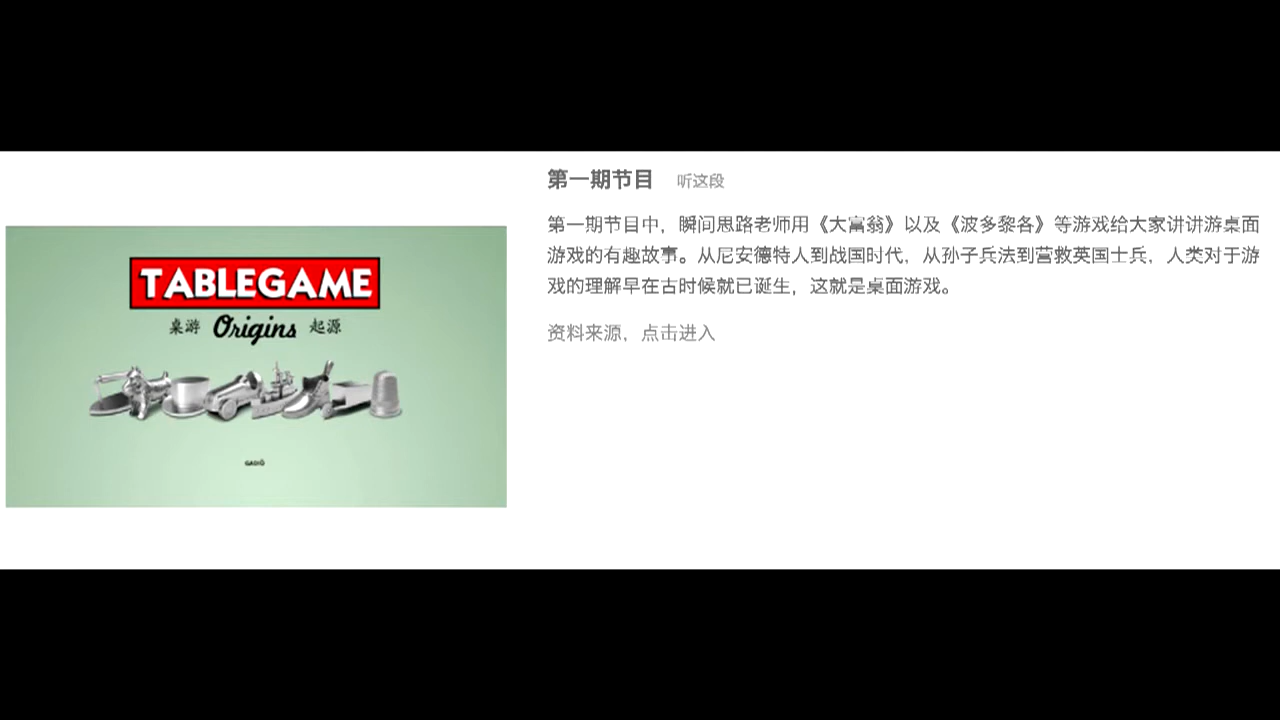 TABLEGAME
桌游 Origins 起源
GADIO
第一期节目 听这段
第一期节目中，瞬间思路老师用《大富翁》以及《波多黎各》等游戏给大家讲讲游桌面
游戏的有趣故事。从尼安德特人到战国时代，从孙子兵法到营救英国士兵，人类对于游
戏的理解早在古时候就已诞生，这就是桌面游戏。
资料来源，点击进入